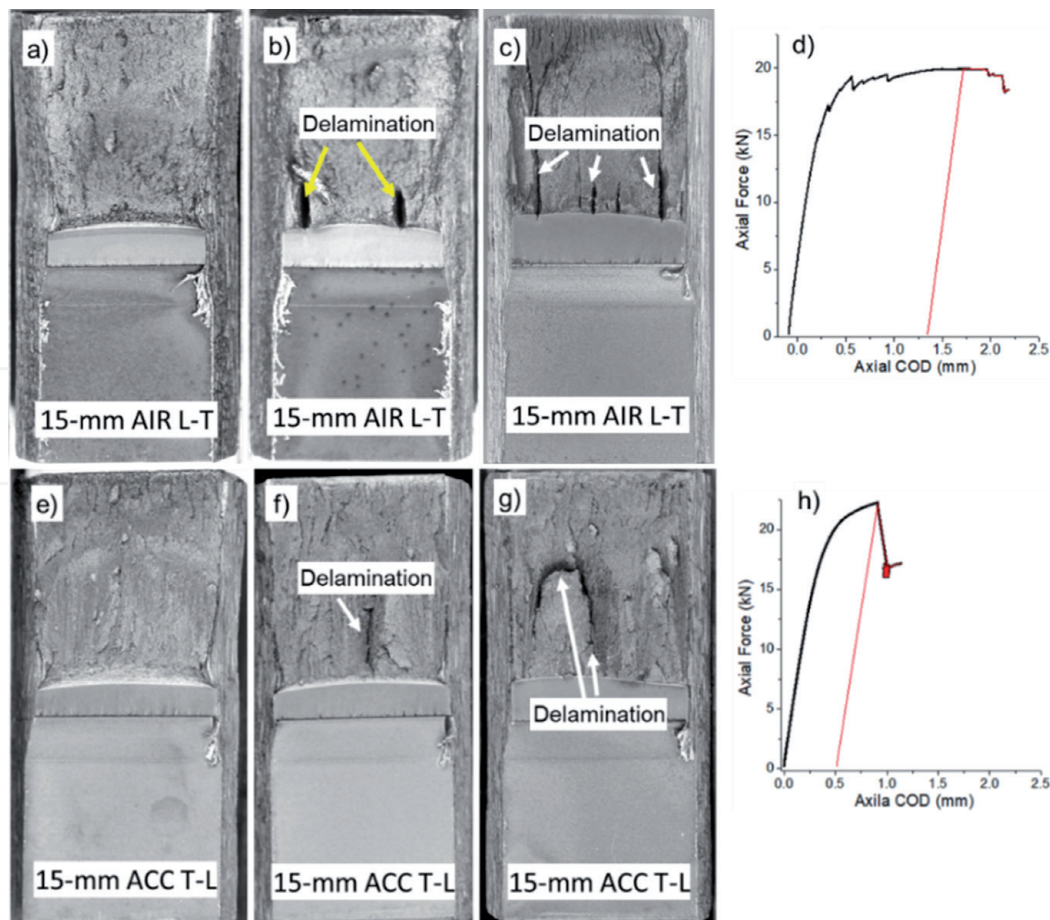 a)
b)
c)
d)
Delamination
Delamination
20
15
10
5
0
Axial Force (kN)
0.0 0.5 1.0 1.5 2.0 2.5
Axial COD (mm)
15-mm AIR L-T
15-mm AIR L-T
15-mm AIR L-T
e)
f)
g)
h)
Delamination
Delamination
20
15
10
5
0
Axial Force (kN)
0.0 0.5 1.0 1.5 2.0 2.5
Axila COD (mm)
15-mm ACC T-L
15-mm ACC T-L
15-mm ACC T-L